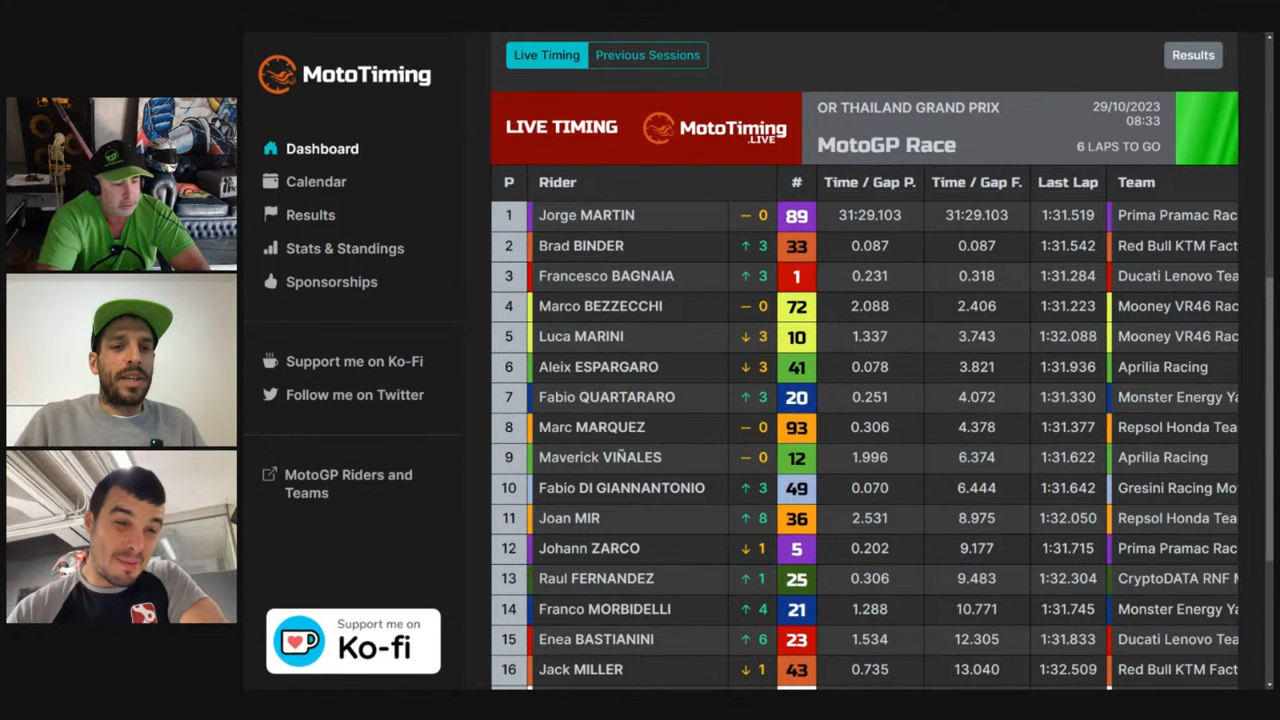 MotoTiming
Dashboard
Calendar
Results
Stats & Standings
Sponsorships
Support me on Ko-Fi
Follow me on Twitter
MotoGP Riders and
Teams
Support me on
Ko-fi
Live Timing Previous Sessions Results
LIVE TIMING MotoTiming .LIVE
OR THAILAND GRAND PRIX 29/10/2023
08:33
MotoGP Race 6 LAPS TO GO
P Rider # Time / Gap P. Time / Gap F. Last Lap Team
1 Jorge MARTIN – 0 89 31:29.103 31:29.103 1:31.519 Prima Pramac Rac
2 Brad BINDER ↑ 3 33 0.087 0.087 1:31.542 Red Bull KTM Fact
3 Francesco BAGNAIA ↑ 3 1 0.231 0.318 1:31.284 Ducati Lenovo Tea
4 Marco BEZZECCHI – 0 72 2.088 2.406 1:31.223 Mooney VR46 Rac
5 Luca MARINI ↓ 3 10 1.337 3.743 1:32.088 Mooney VR46 Rac
6 Aleix ESPARGARO ↓ 3 41 0.078 3.821 1:31.936 Aprilia Racing
7 Fabio QUARTARARO ↑ 3 20 0.251 4.072 1:31.330 Monster Energy Ya
8 Marc MARQUEZ – 0 93 0.306 4.378 1:31.377 Repsol Honda Tea
9 Maverick VIÑALES – 0 12 1.996 6.374 1:31.622 Aprilia Racing
10 Fabio DI GIANNANTONIO ↑ 3 49 0.070 6.444 1:31.642 Gresini Racing Mo
11 Joan MIR ↑ 8 36 2.531 8.975 1:32.050 Repsol Honda Tea
12 Johann ZARCO ↓ 1 5 0.202 9.177 1:31.715 Prima Pramac Rac
13 Raul FERNANDEZ ↑ 1 25 0.306 9.483 1:32.304 CryptoDATA RNF M
14 Franco MORBIDELLI ↑ 4 21 1.288 10.771 1:31.745 Monster Energy Ya
15 Enea BASTIANINI ↑ 6 23 1.534 12.305 1:31.833 Ducati Lenovo Tea
16 Jack MILLER ↓ 1 43 0.735 13.040 1:32.509 Red Bull KTM Fact